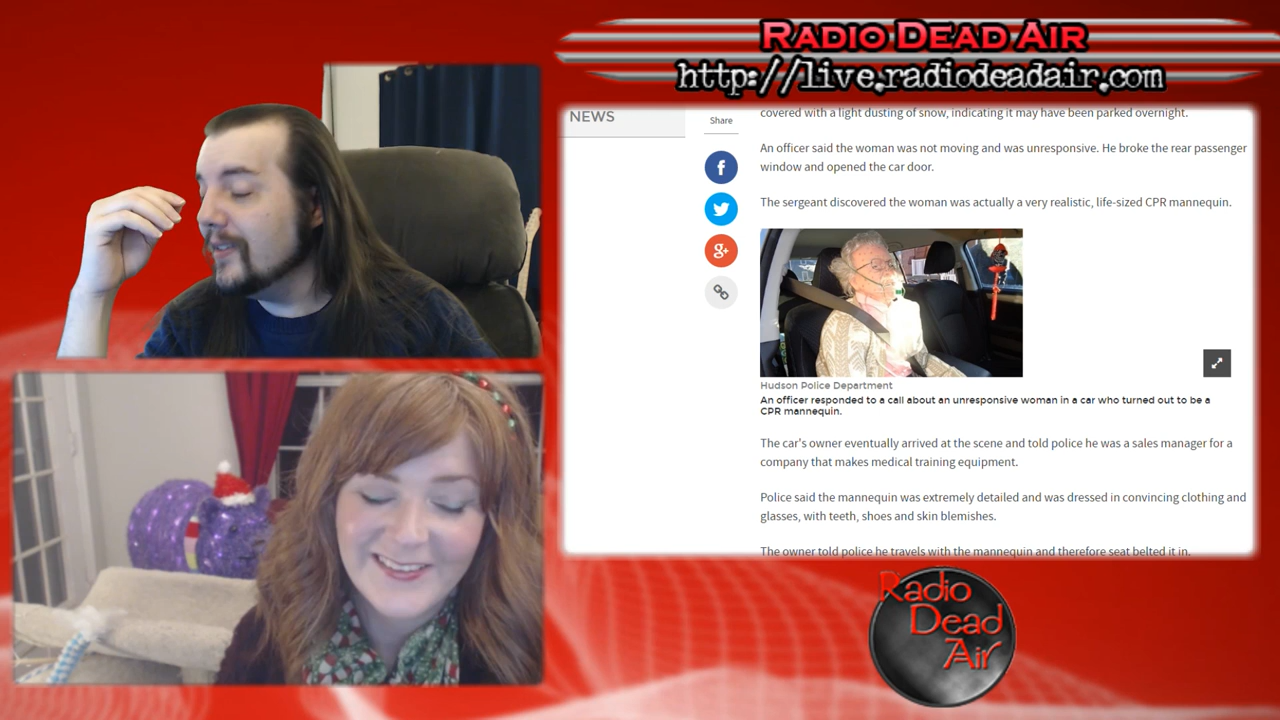 RADIO DEAD AIR
http://live.radiodeadair.com
NEWS
Share
covered with a light dusting of snow, indicating it may have been parked overnight.
An officer said the woman was not moving and was unresponsive. He broke the rear passenger
window and opened the car door.
The sergeant discovered the woman was actually a very realistic, life-sized CPR mannequin.
f
g+
Hudson Police Department
An officer responded to a call about an unresponsive woman in a car who turned out to be a
CPR mannequin.
The car's owner eventually arrived at the scene and told police he was a sales manager for a
company that makes medical training equipment.
Police said the mannequin was extremely detailed and was dressed in convincing clothing and
glasses, with teeth, shoes and skin blemishes.
The owner told police he travels with the mannequin and therefore seat belted it in.
Radio
Dead
Air